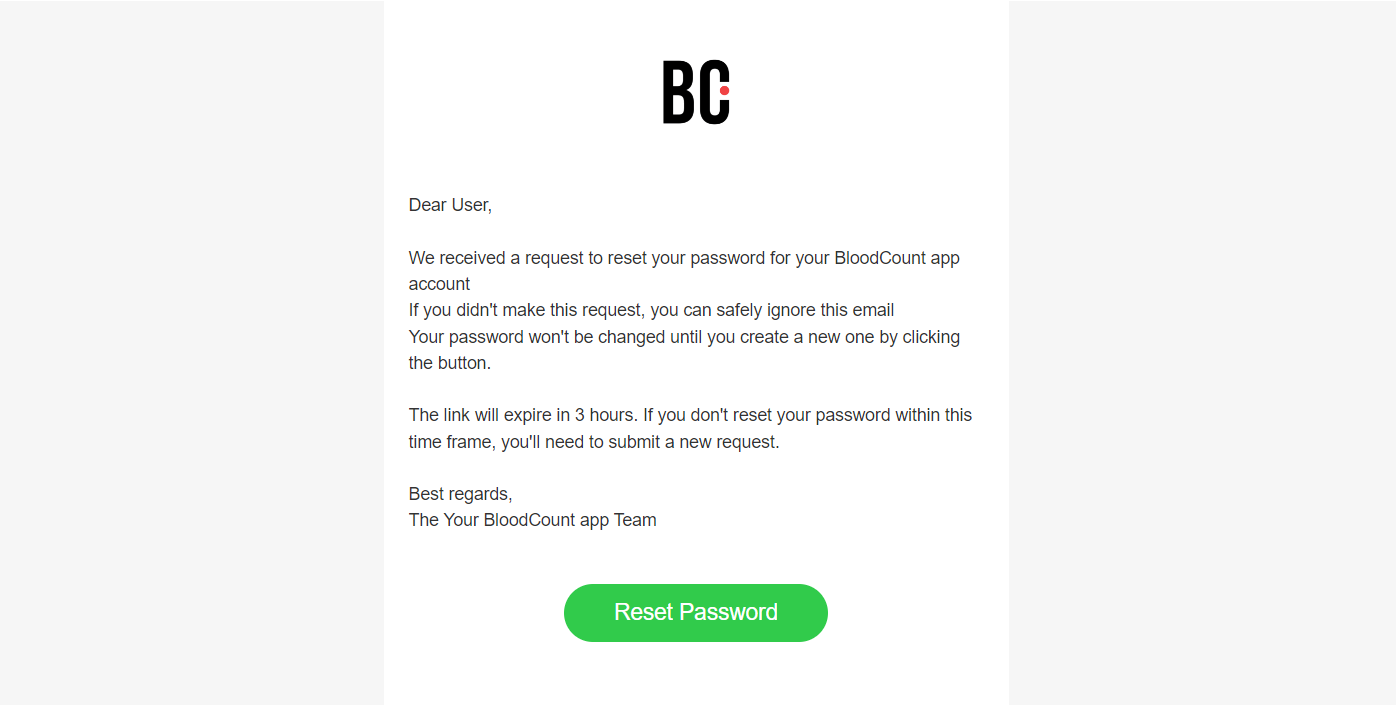 BC
Dear User,
We received a request to reset your password for your BloodCount app
account
If you didn't make this request, you can safely ignore this email
Your password won't be changed until you create a new one by clicking
the button.
The link will expire in 3 hours. If you don't reset your password within this
time frame, you'll need to submit a new request.
Best regards,
The Your BloodCount app Team
Reset Password